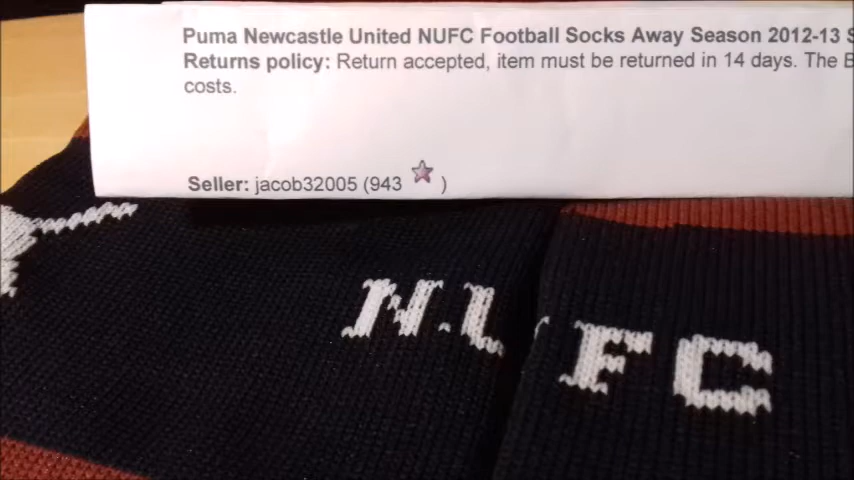 Puma Newcastle United NUFC Football Socks Away Season 2012-13 S
Returns policy: Return accepted, item must be returned in 14 days. The B
costs.
Seller: jacob32005 (943 )
N.U FC